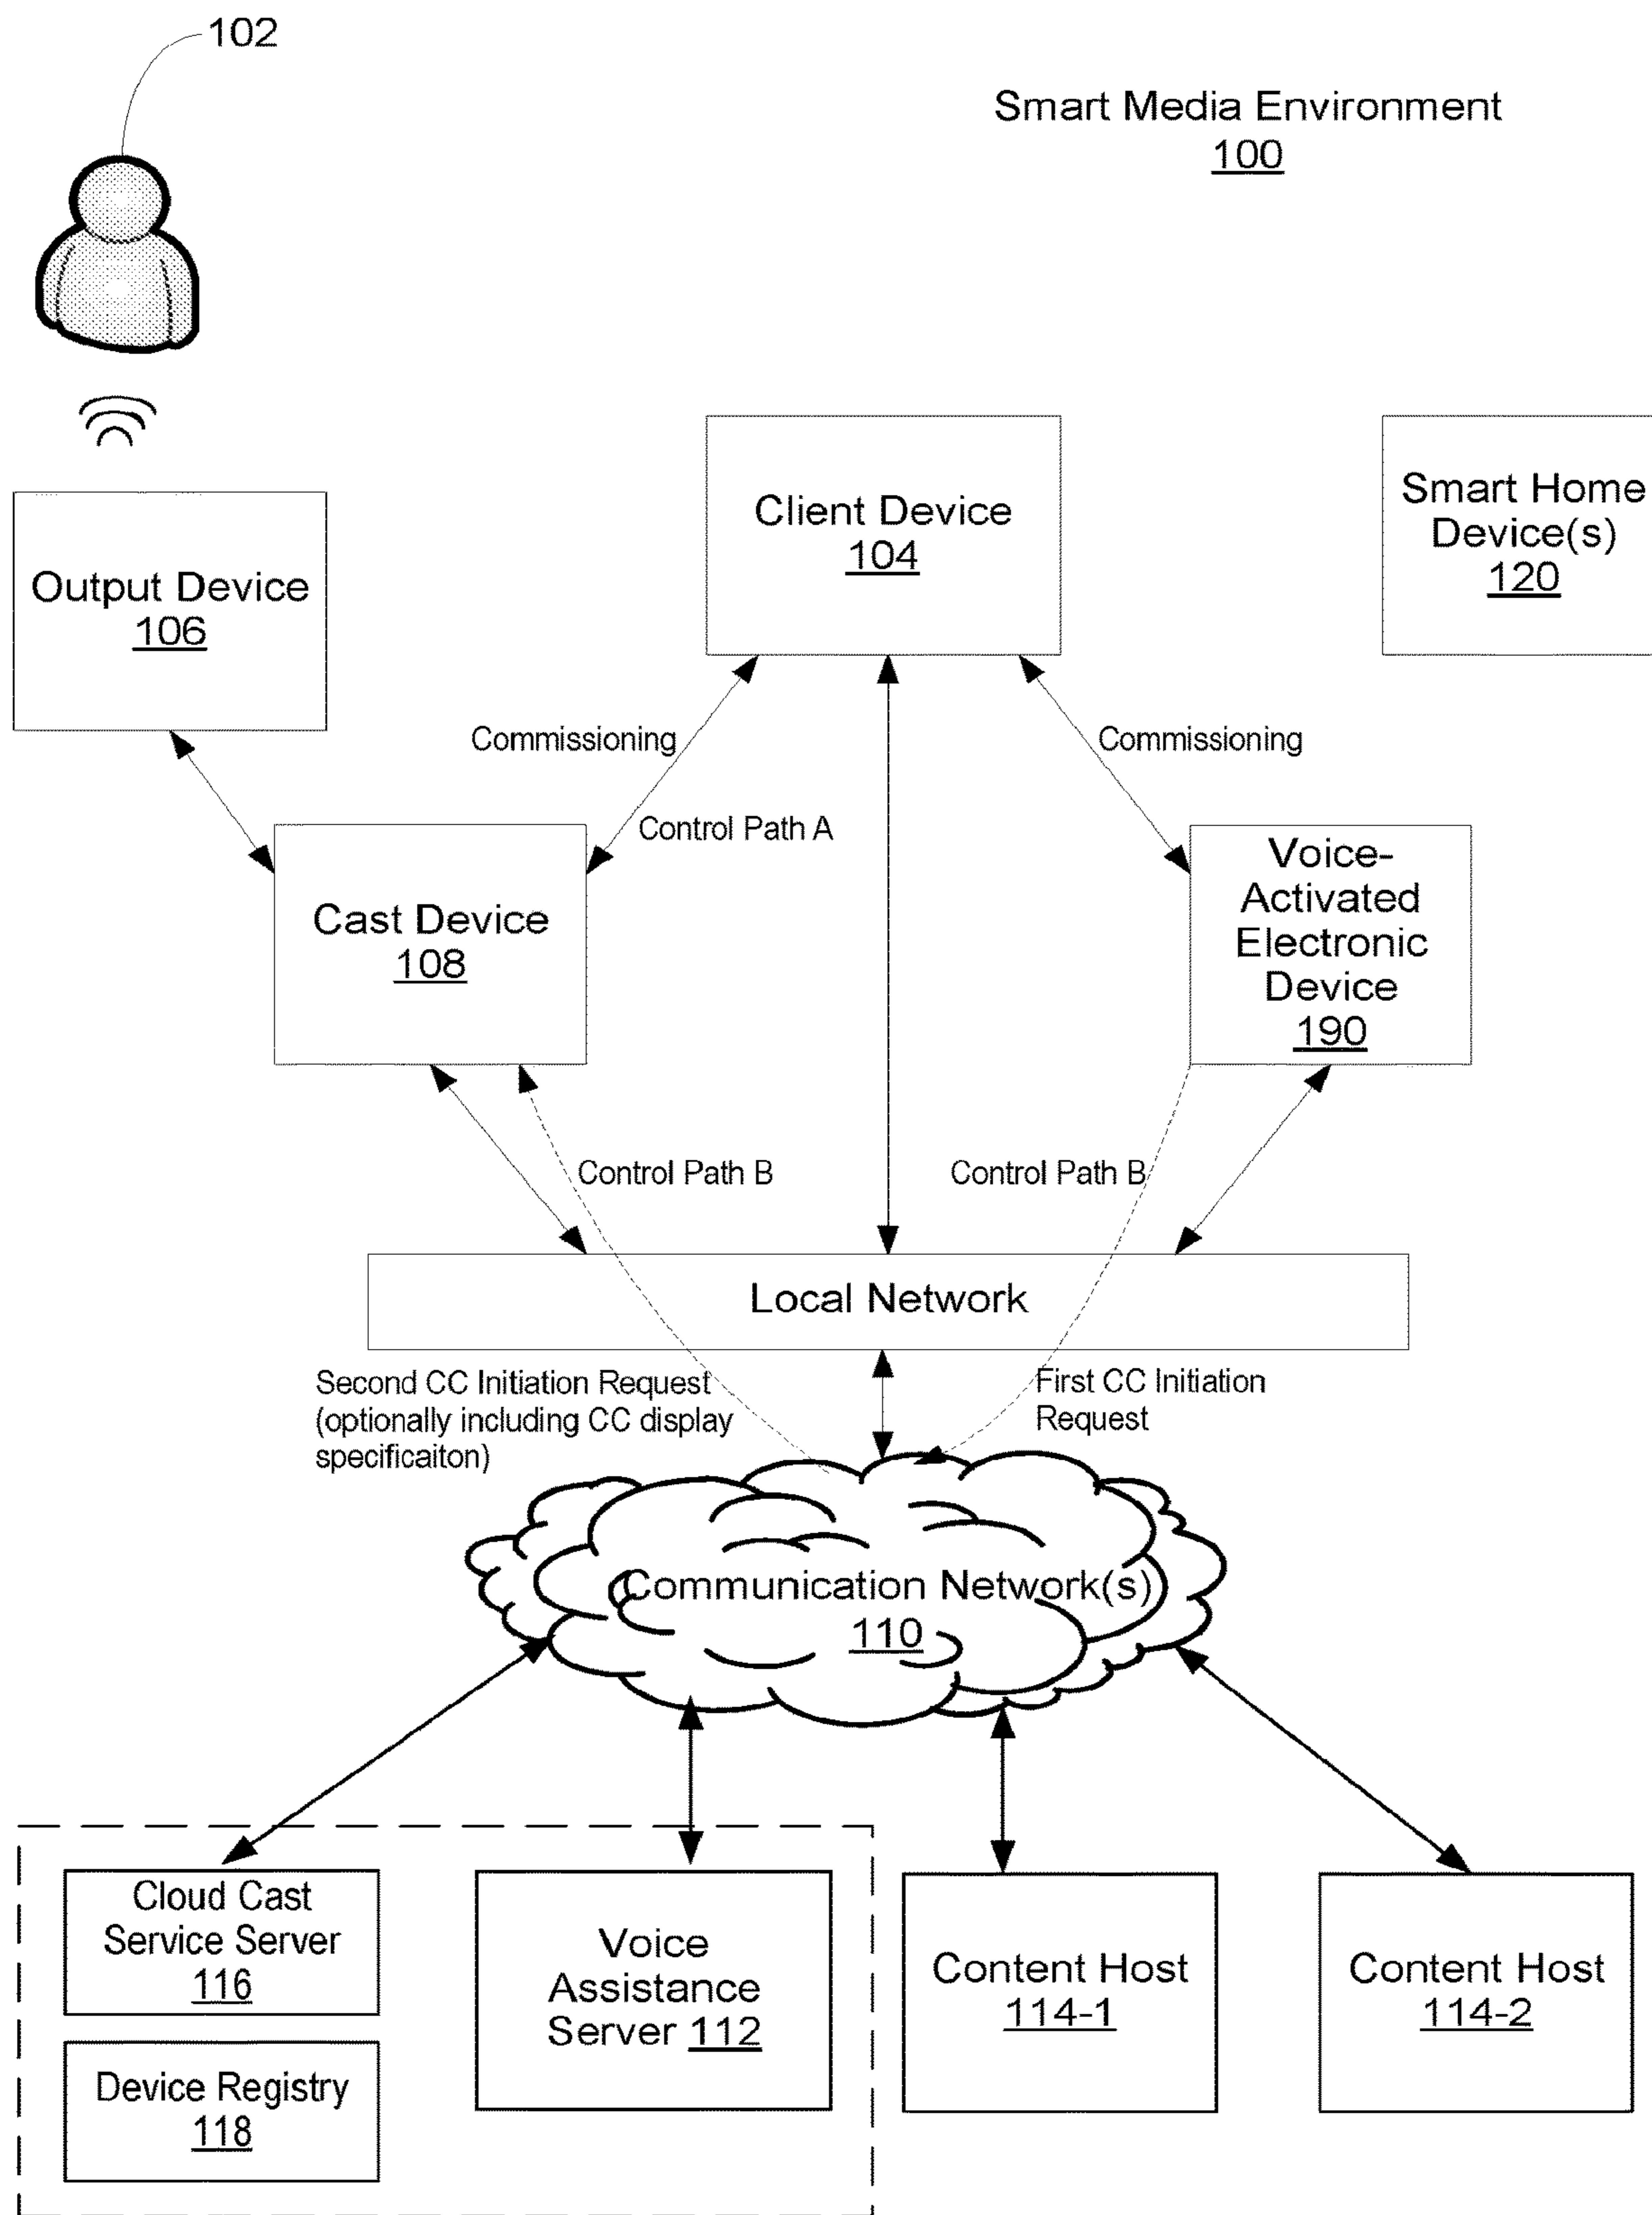 102
Smart Media Environment
100
Client Device
104
Smart Home
Device(s)
120
Output Device
106
Commissioning
Commissioning
Control Path A
Cast Device
108
Voice-
Activated
Electronic
Device
190
Control Path B
Control Path B
Local Network
Second CC Initiation Request
(optionally including CC display
specificaiton)
First CC Initiation
Request
Communication Network(s)
110
Cloud Cast
Service Server
116
Voice
Assistance
Server 112
Content Host
114-1
Content Host
114-2
Device Registry
118